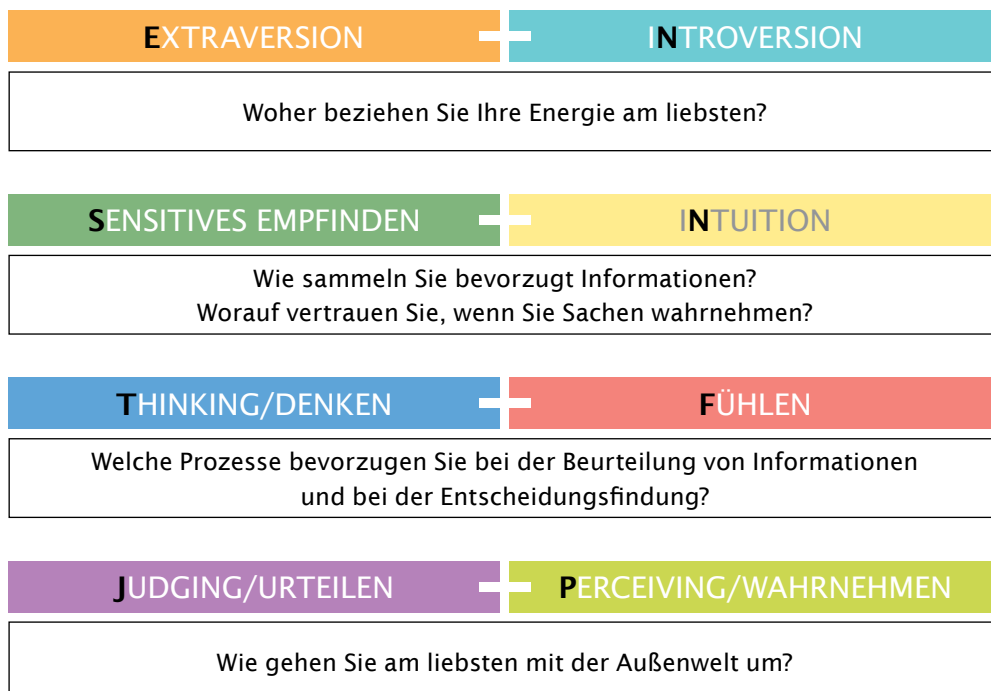 EXTRAVERSION INTROVERSION
Woher beziehen Sie Ihre Energie am liebsten?
SENSITIVES EMPFINDEN INTUITION
Wie sammeln Sie bevorzugt Informationen?
Worauf vertrauen Sie, wenn Sie Sachen wahrnehmen?
THINKING/DENKEN FÜHLEN
Welche Prozesse bevorzugen Sie bei der Beurteilung von Informationen
und bei der Entscheidungsfindung?
JUDGING/URTEILEN PERCEIVING/WAHRNEHMEN
Wie gehen Sie am liebsten mit der Außenwelt um?